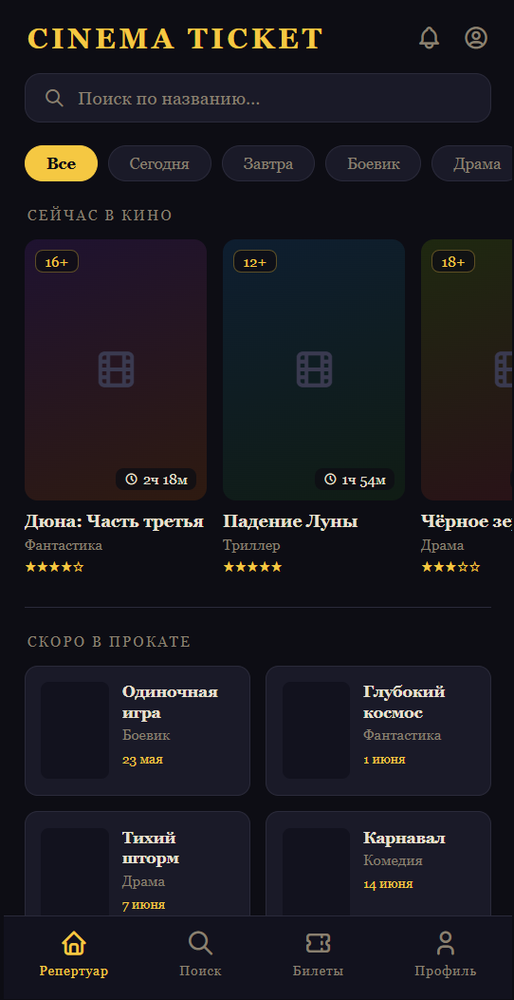 CINEMA TICKET
Поиск по названию...
Все Сегодня Завтра Боевик Драма
СЕЙЧАС В КИНО
16+ 12+ 18+
2ч 18м 1ч 54м
Дюна: Часть третья Падение Луны Чёрное
Фантастика Триллер Драма
★★★★☆ ★★★★★ ★★★☆☆
СКОРО В ПРОКАТЕ
Одиночная
игра
Боевик
23 мая
Глубокий
космос
Фантастика
1 июня
Тихий
шторм
Драма
7 июня
Карнавал
Комедия
14 июня
Репертуар Поиск Билеты Профиль